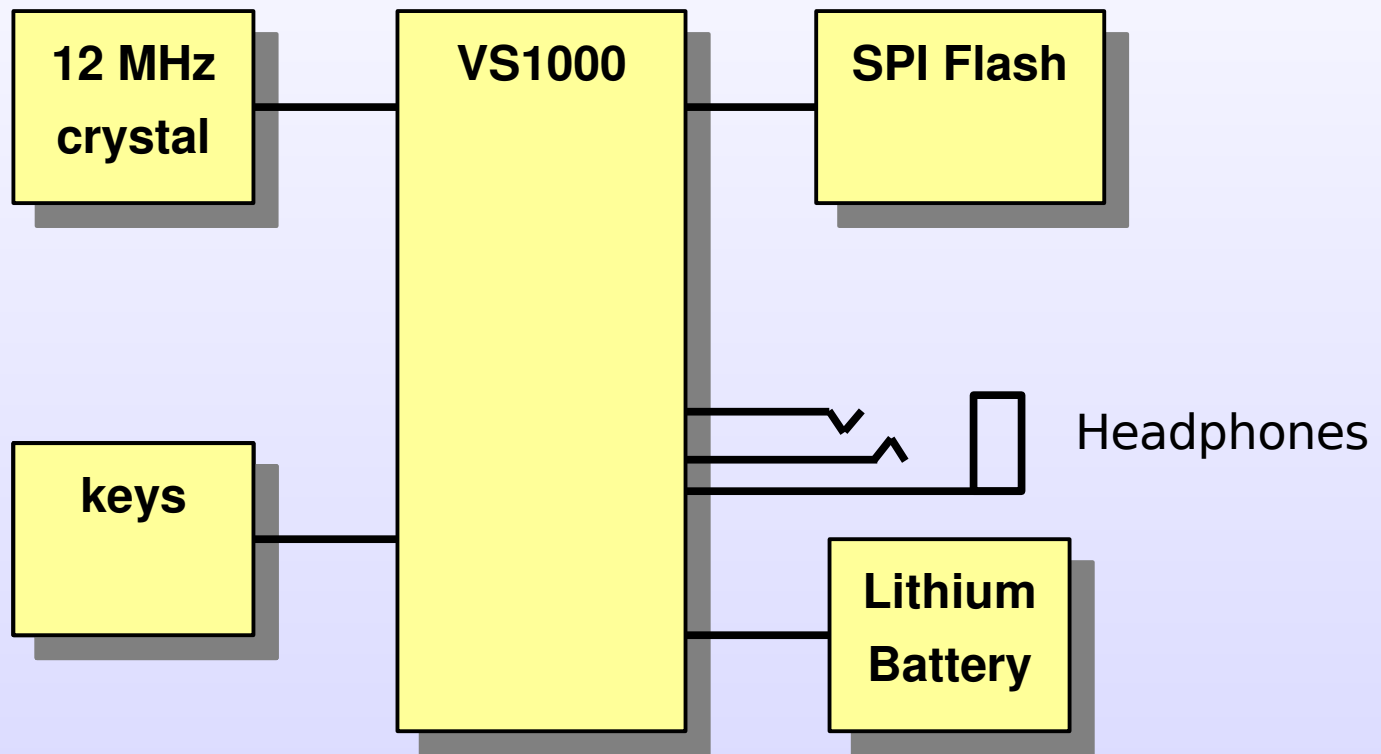 12 MHz
crystal
VS1000
SPI Flash
Headphones
keys
Lithium
Battery